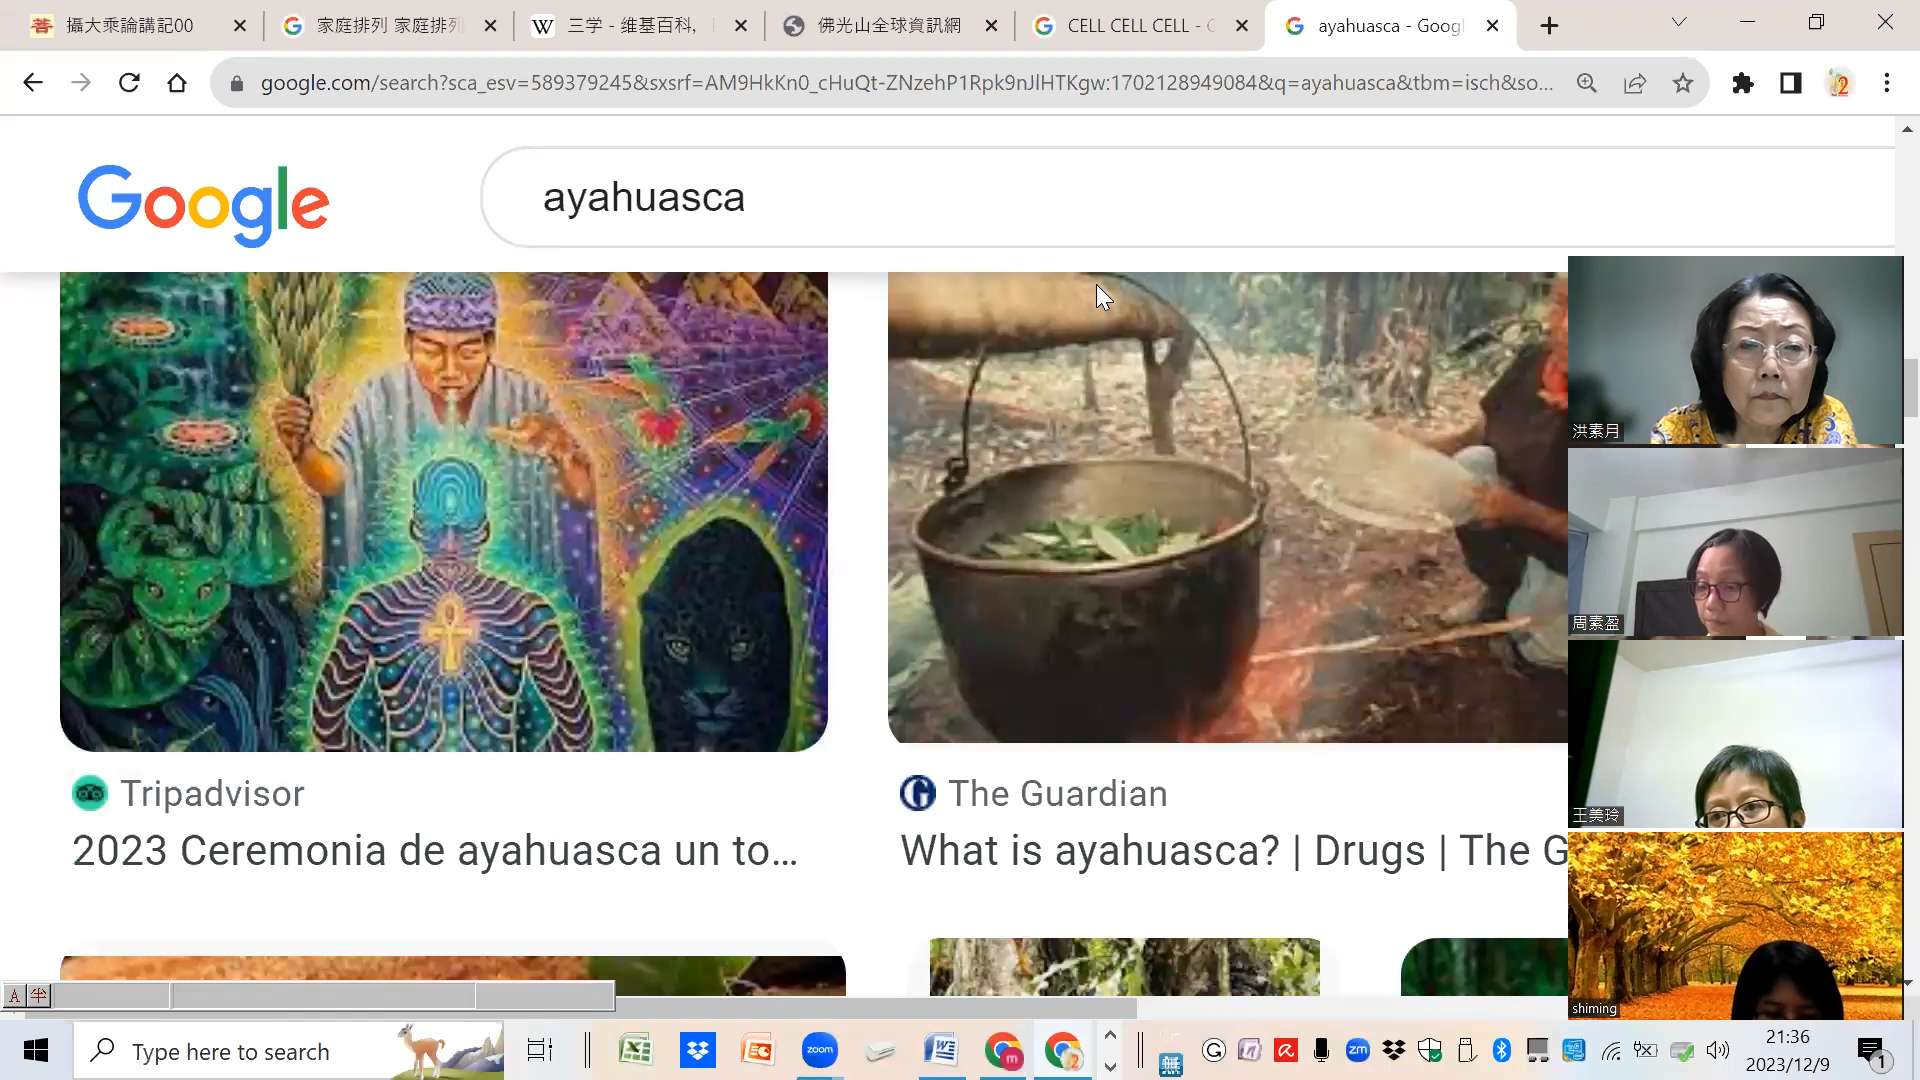 攝大乘論講記00
家庭排列 家庭排列
三学 - 维基百科,
佛光山全球資訊網
CELL CELL CELL - G
ayahuasca - Googl
google.com/search?sca_esv=589379245&sxsrf=AM9HkKn0_cHuQt-ZNzehP1Rpk9nJlHTKgw:1702128949084&q=ayahuasca&tbm=isch&so...
Google
ayahuasca
洪素月
周素盈
王美玲
shiming
Tripadvisor
The Guardian
2023 Ceremonia de ayahuasca un to...
What is ayahuasca? | Drugs | The G
A 半
Type here to search
zoom
zm
21:36
2023/12/9
1